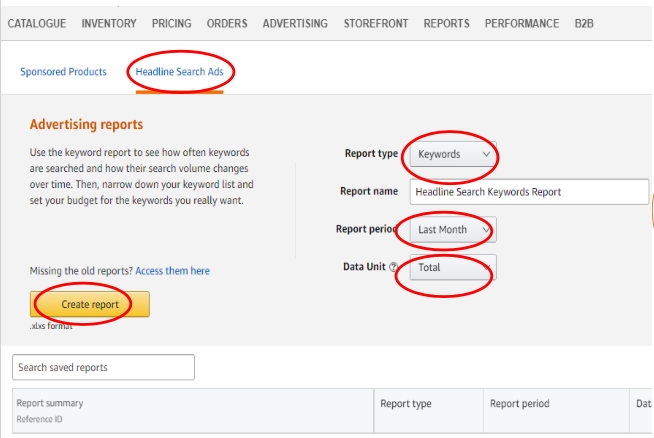 CATALOGUE INVENTORY PRICING ORDERS ADVERTISING STOREFRONT REPORTS PERFORMANCE B2B
Sponsored Products Headline Search Ads
Advertising reports
Use the keyword report to see how often keywords
are searched and how their search volume changes
over time. Then, narrow down your keyword list and
set your budget for the keywords you really want.
Report type Keywords
Report name Headline Search Keywords Report
Report period Last Month
Data Unit ? Total
Missing the old reports? Access them here
Create report
.xlxs format
Search saved reports
Report summary Report type Report period Dat
Reference ID